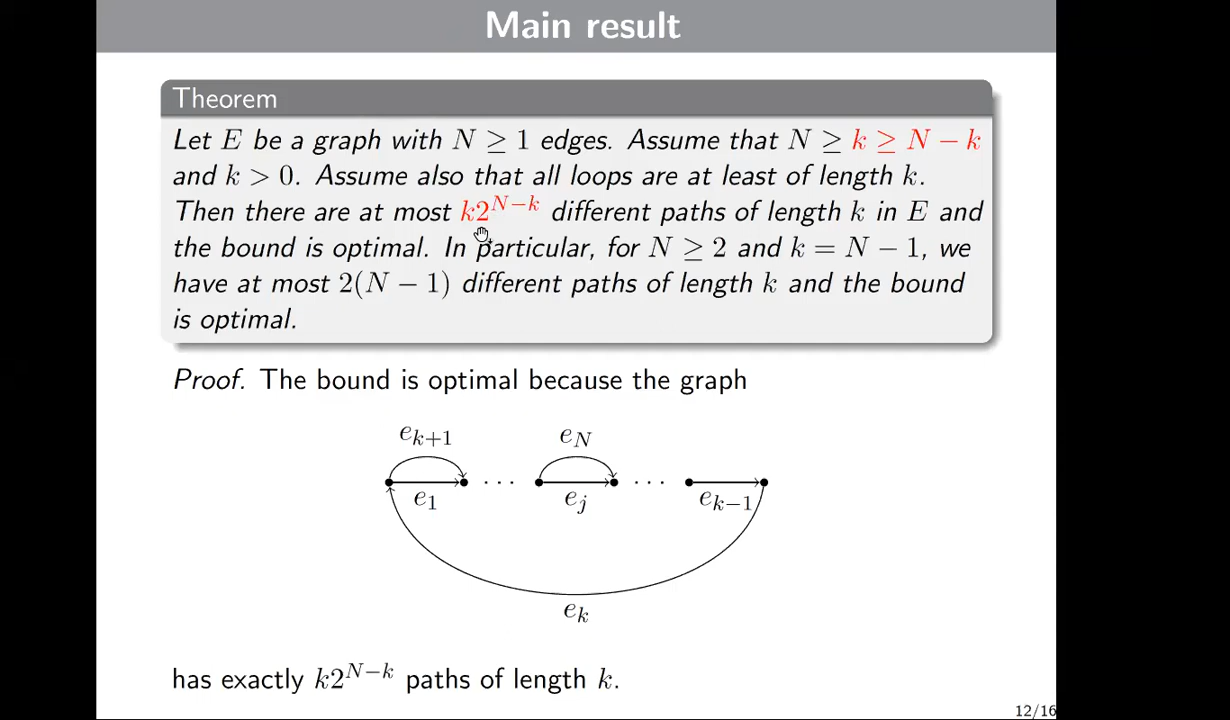 Main result
Theorem
Let E be a graph with N ≥ 1 edges. Assume that N ≥ k ≥ N − k
and k > 0. Assume also that all loops are at least of length k.
Then there are at most k2^{N−k} different paths of length k in E and
the bound is optimal. In particular, for N ≥ 2 and k = N − 1, we
have at most 2(N − 1) different paths of length k and the bound
is optimal.
Proof. The bound is optimal because the graph
e_{k+1} e_N
· · · · · ·
e_1 e_j e_{k−1}
e_k
has exactly k2^{N−k} paths of length k.
12/16